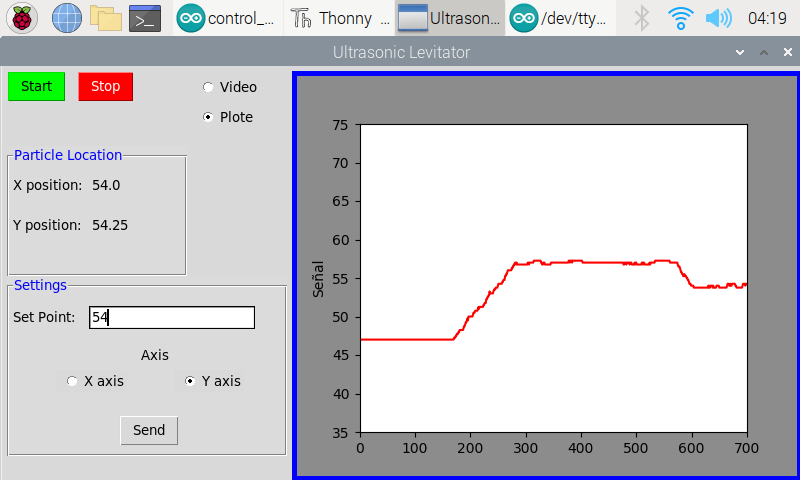 control_... Thonny ... Ultrason... /dev/tty... 04:19
Ultrasonic Levitator
Start Stop
Video
Plote
Particle Location
X position: 54.0
Y position: 54.25
Settings
Set Point: 54
Axis
X axis Y axis
Send
75
70
65
60
55
50
45
40
35
Señal
0 100 200 300 400 500 600 700